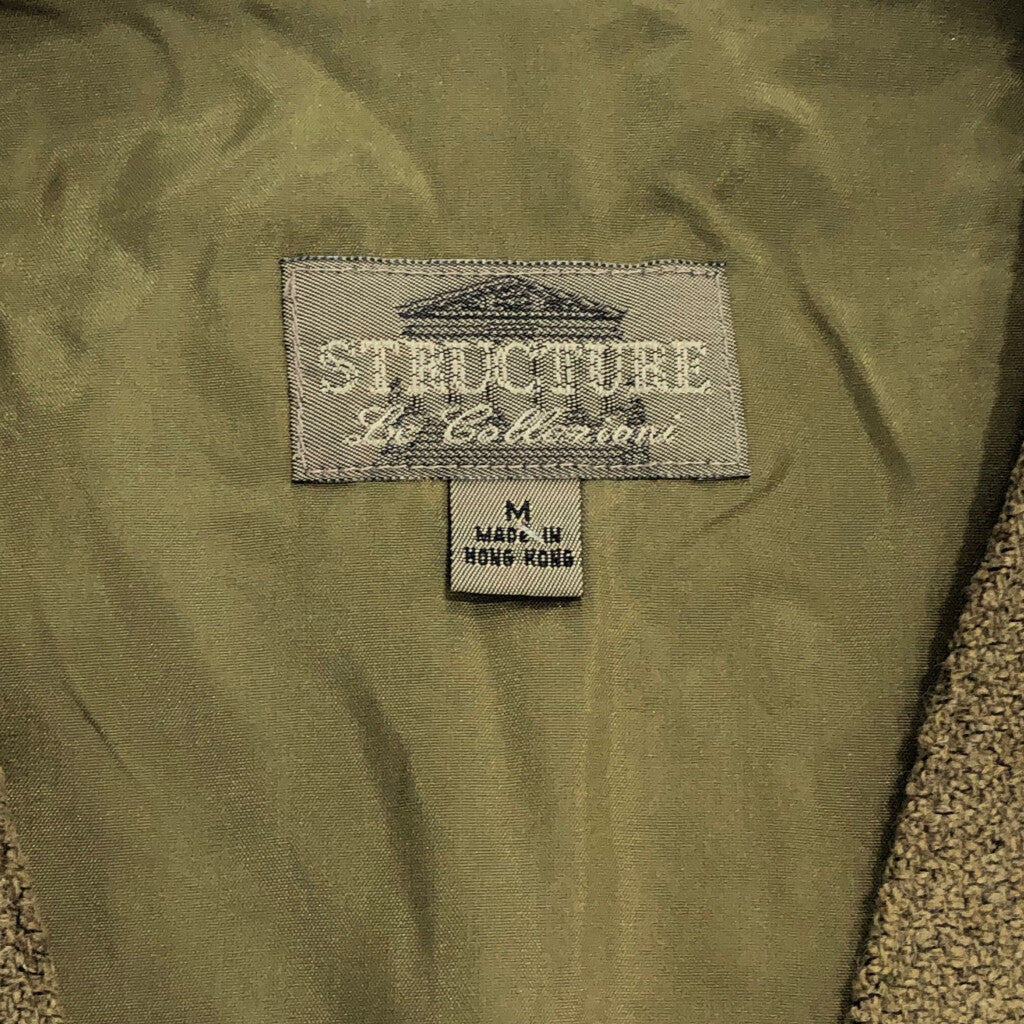 STRUCTURE
Le Collezioni
M
MADE IN
HONG KONG